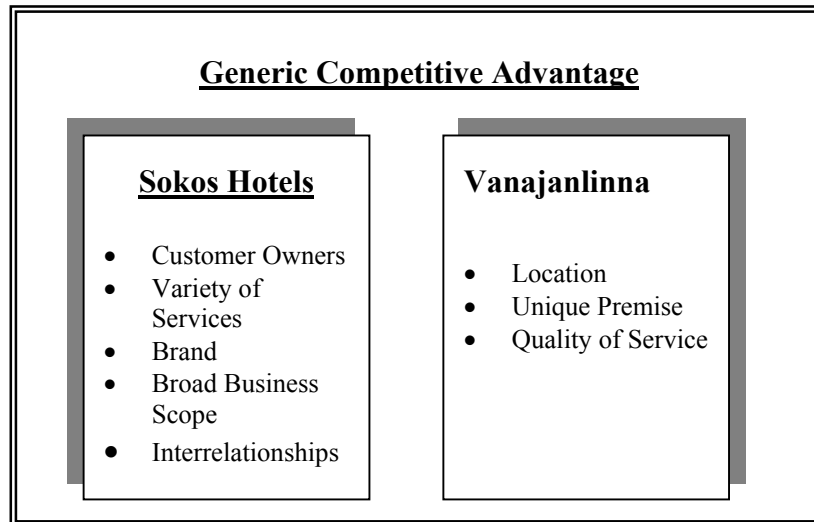 Generic Competitive Advantage
Sokos Hotels
• Customer Owners
• Variety of
Services
• Brand
• Broad Business
Scope
• Interrelationships
Vanajanlinna
• Location
• Unique Premise
• Quality of Service